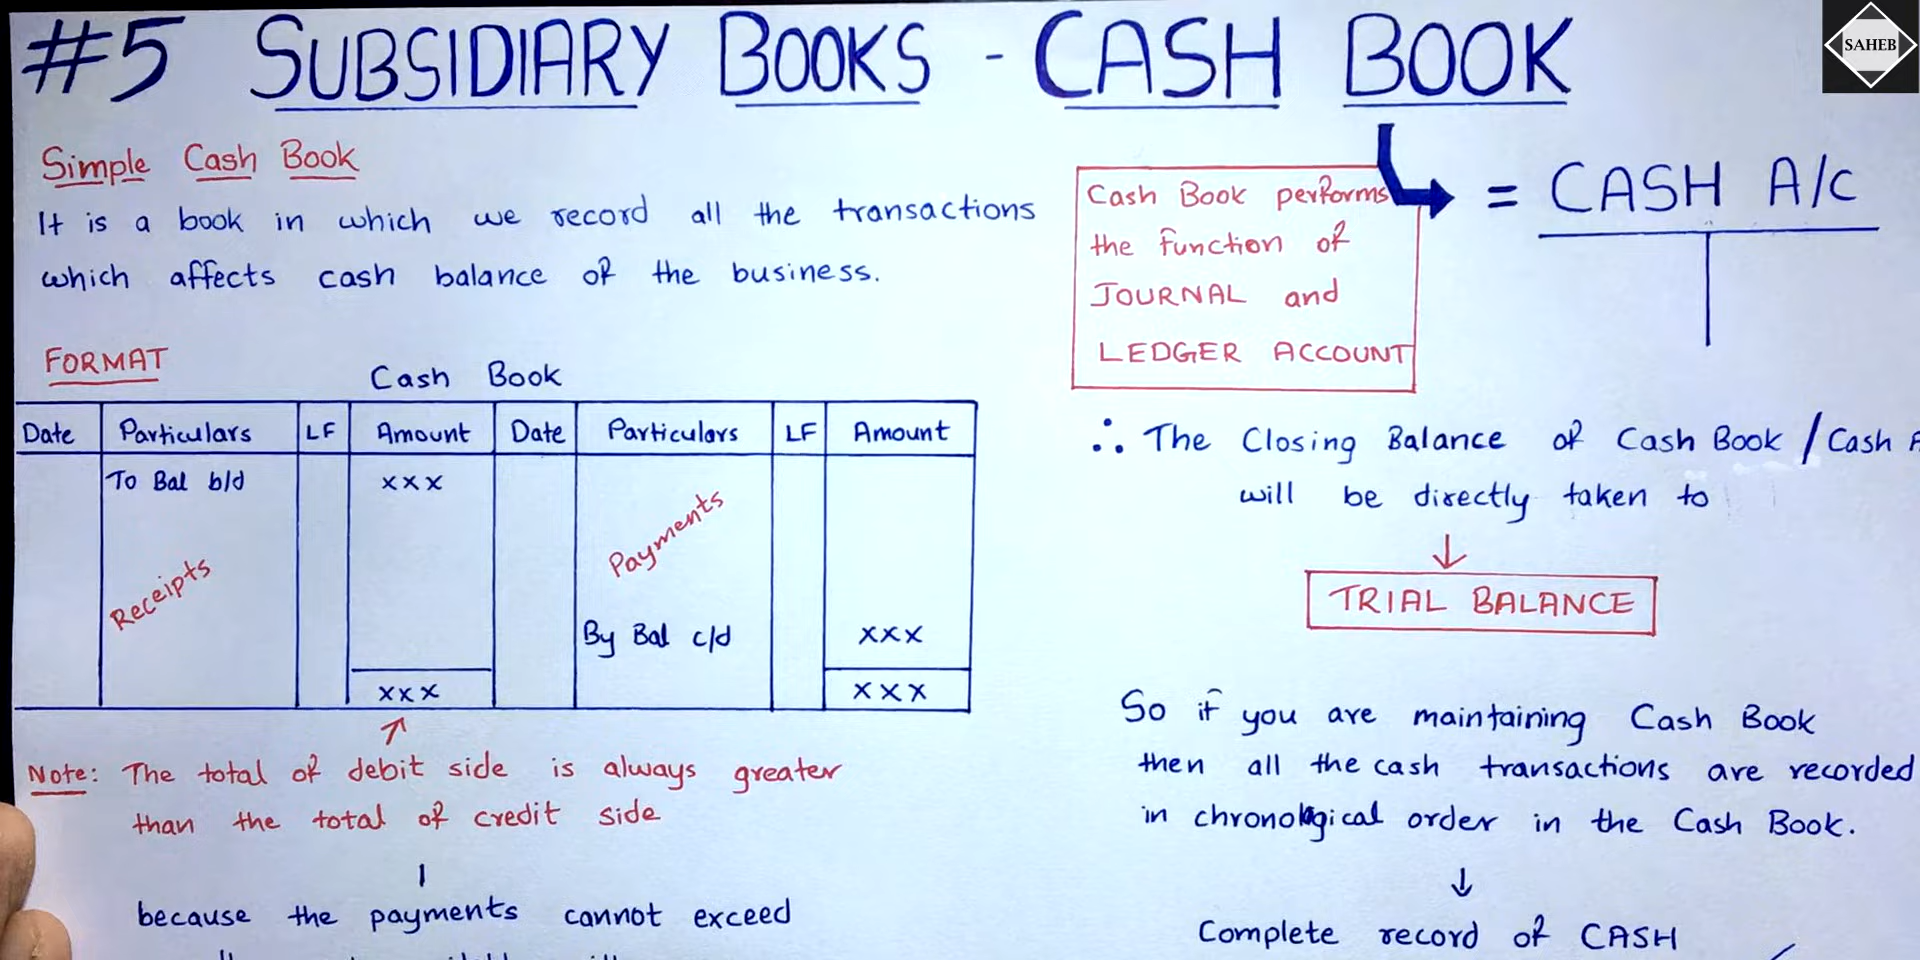 #5 SUBSIDIARY BOOKS - CASH BOOK
SAHEB
Simple Cash Book
It is a book in which we record all the transactions
which affects cash balance of the business.
Cash Book performs
the function of
JOURNAL and
LEDGER ACCOUNT
= CASH A/c
FORMAT
Cash Book
Date Particulars LF Amount Date Particulars LF Amount
To Bal b/d xxx
Receipts
Payments
By Bal c/d xxx
xxx xxx
Note: The total of debit side is always greater
than the total of credit side
because the payments cannot exceed
∴ The Closing Balance of Cash Book / Cash
will be directly taken to
TRIAL BALANCE
So if you are maintaining Cash Book
then all the cash transactions are recorded
in chronological order in the Cash Book.
Complete record of CASH